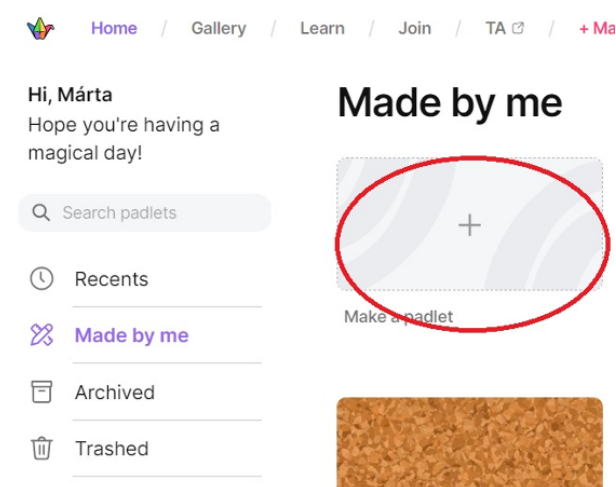 Home / Gallery / Learn / Join / TA / + Ma
Hi, Márta
Hope you're having a
magical day!
Search padlets
Recents
Made by me
Archived
Trashed
Made by me
Make a padlet